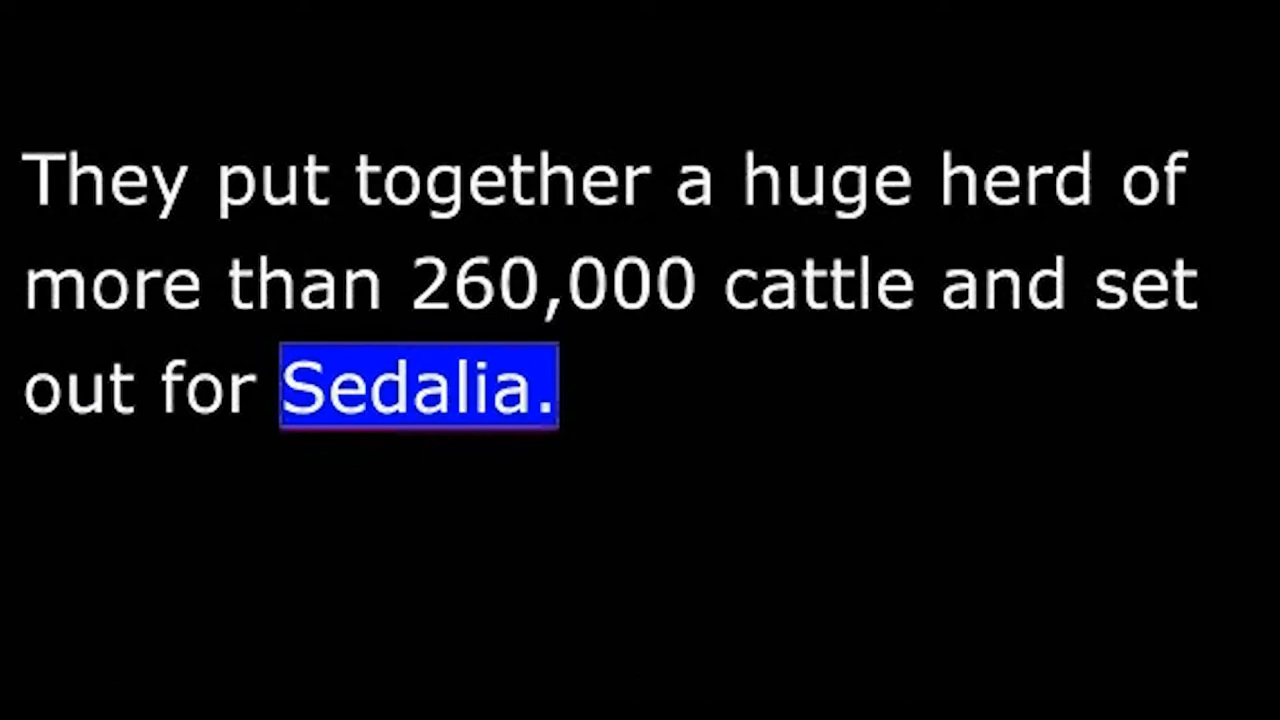 They put together a huge herd of
more than 260,000 cattle and set
out for Sedalia.